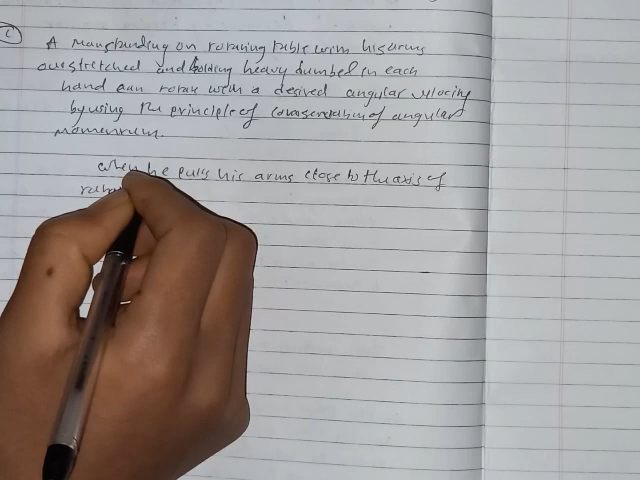 c
A man standing on rotating table with his arms
outstretched and holding heavy dumbel in each
hand can rotate with a desired angular velocity
by using the principle of conservation of angular
momentum.
when he pulls his arms close to the axis of